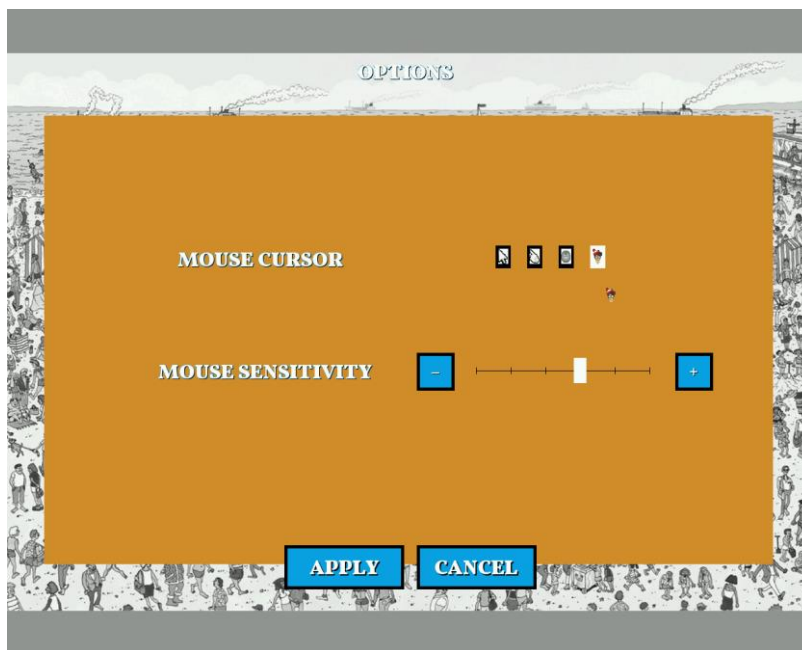 OPTIONS
MOUSE CURSOR
MOUSE SENSITIVITY
-
+
APPLY
CANCEL